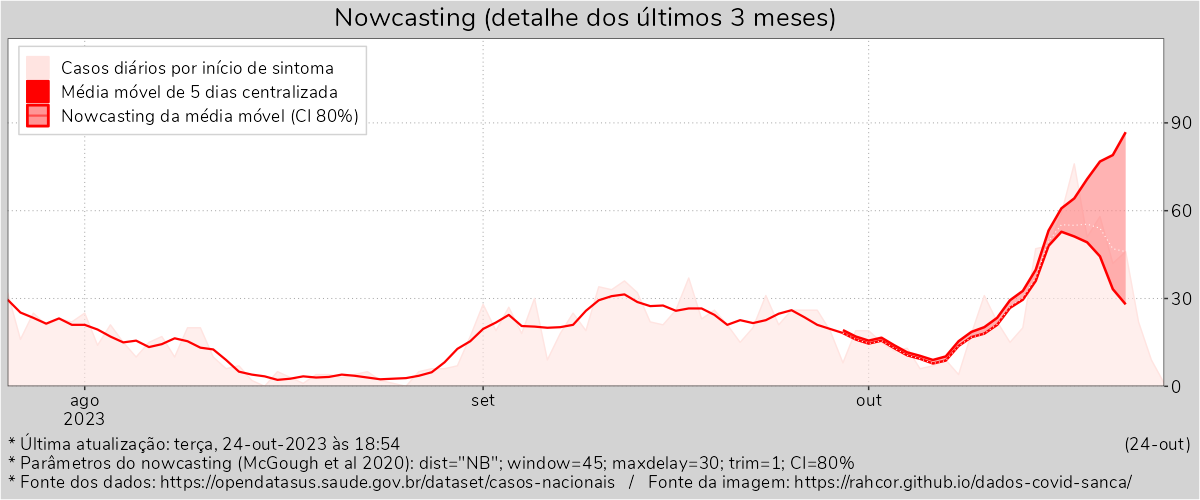 Nowcasting (detalhe dos últimos 3 meses)
Casos diários por início de sintoma
Média móvel de 5 dias centralizada
Nowcasting da média móvel (CI 80%)
90
60
30
0
ago set out
2023
* Última atualização: terça, 24-out-2023 às 18:54 (24-out)
* Parâmetros do nowcasting (McGough et al 2020): dist="NB"; window=45; maxdelay=30; trim=1; CI=80%
* Fonte dos dados: https://opendatasus.saude.gov.br/dataset/casos-nacionais / Fonte da imagem: https://rahcor.github.io/dados-covid-sanca/